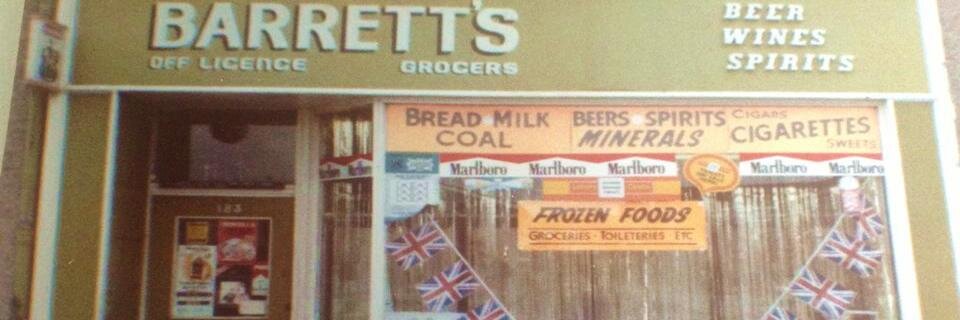 BARRETT'S
OFF LICENCE GROCERS
BEER
WINES
SPIRITS
BREAD MILK
COAL
BEERS SPIRITS
MINERALS
CIGARS
CIGARETTES
SWEETS
Marlboro Marlboro Marlboro Marlboro Marlboro
FROZEN FOODS
GROCERIES · TOILETERIES · ETC
183